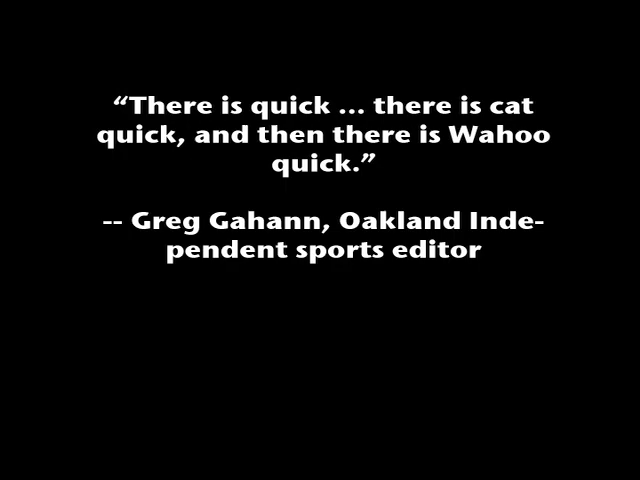 “There is quick ... there is cat
quick, and then there is Wahoo
quick.”
-- Greg Gahann, Oakland Inde-
pendent sports editor